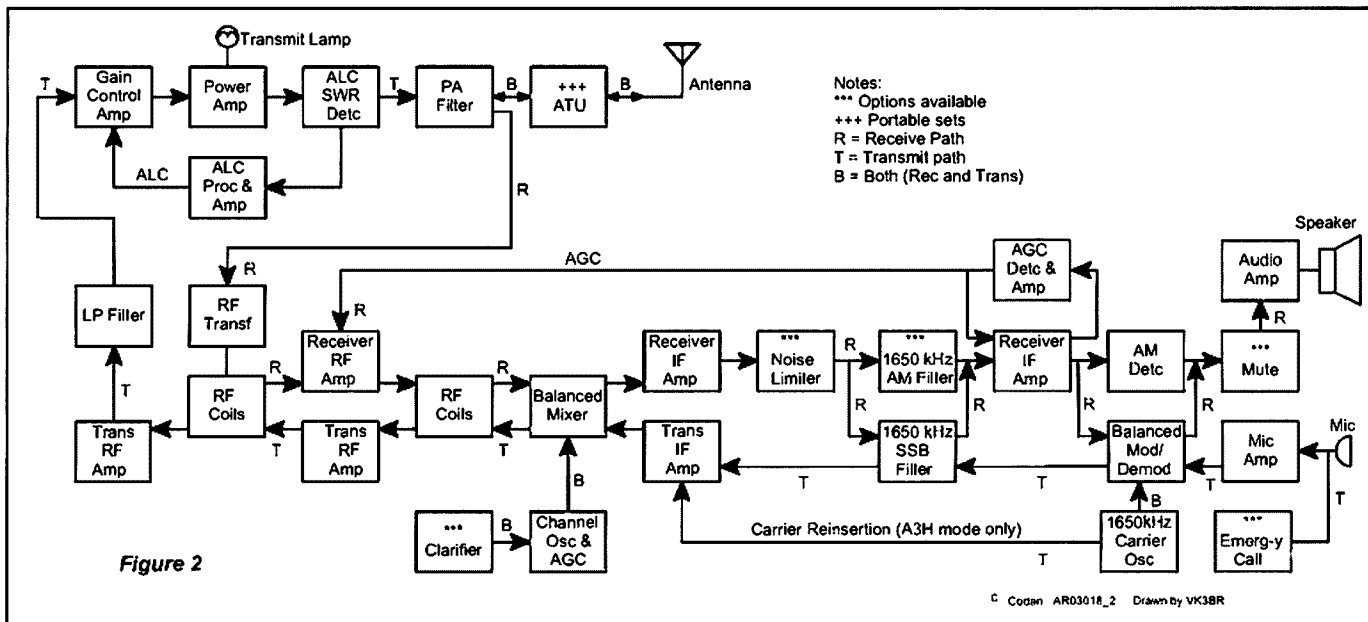 Transmit Lamp
T
Gain
Control
Amp
Power
Amp
ALC
SWR
Detc
T
PA
Filter
B
+++
ATU
B
Antenna
Notes:
*** Options available
+++ Portable sets
R = Receive Path
T = Transmit path
B = Both (Rec and Trans)
ALC
ALC
Proc &
Amp
R
Speaker
LP Filler
R
RF
Transf
AGC
R
Receiver
RF
Amp
AGC
Detc &
Amp
Audio
Amp
R
T
Trans
RF
Amp
RF
Coils
R
T
Trans
RF
Amp
RF
Coils
R
T
Balanced
Mixer
Receiver
IF
Amp
***
Noise
Limiter
R
R
***
1650 kHz
AM Filler
R
Receiver
IF
Amp
R
AM
Detc
R
***
Mute
Trans
IF
Amp
T
1650 kHz
SSB
Filler
T
Balanced
Mod/
Demod
T
Mic
Amp
Mic
T
B
***
Clarifier
B
Channel
Osc &
AGC
Carrier Reinsertion (A3H mode only)
T
B
1650kHz
Carrier
Osc
***
Emerg-y
Call
Figure 2
C Codan AR03018_2 Drawn by VK3BR